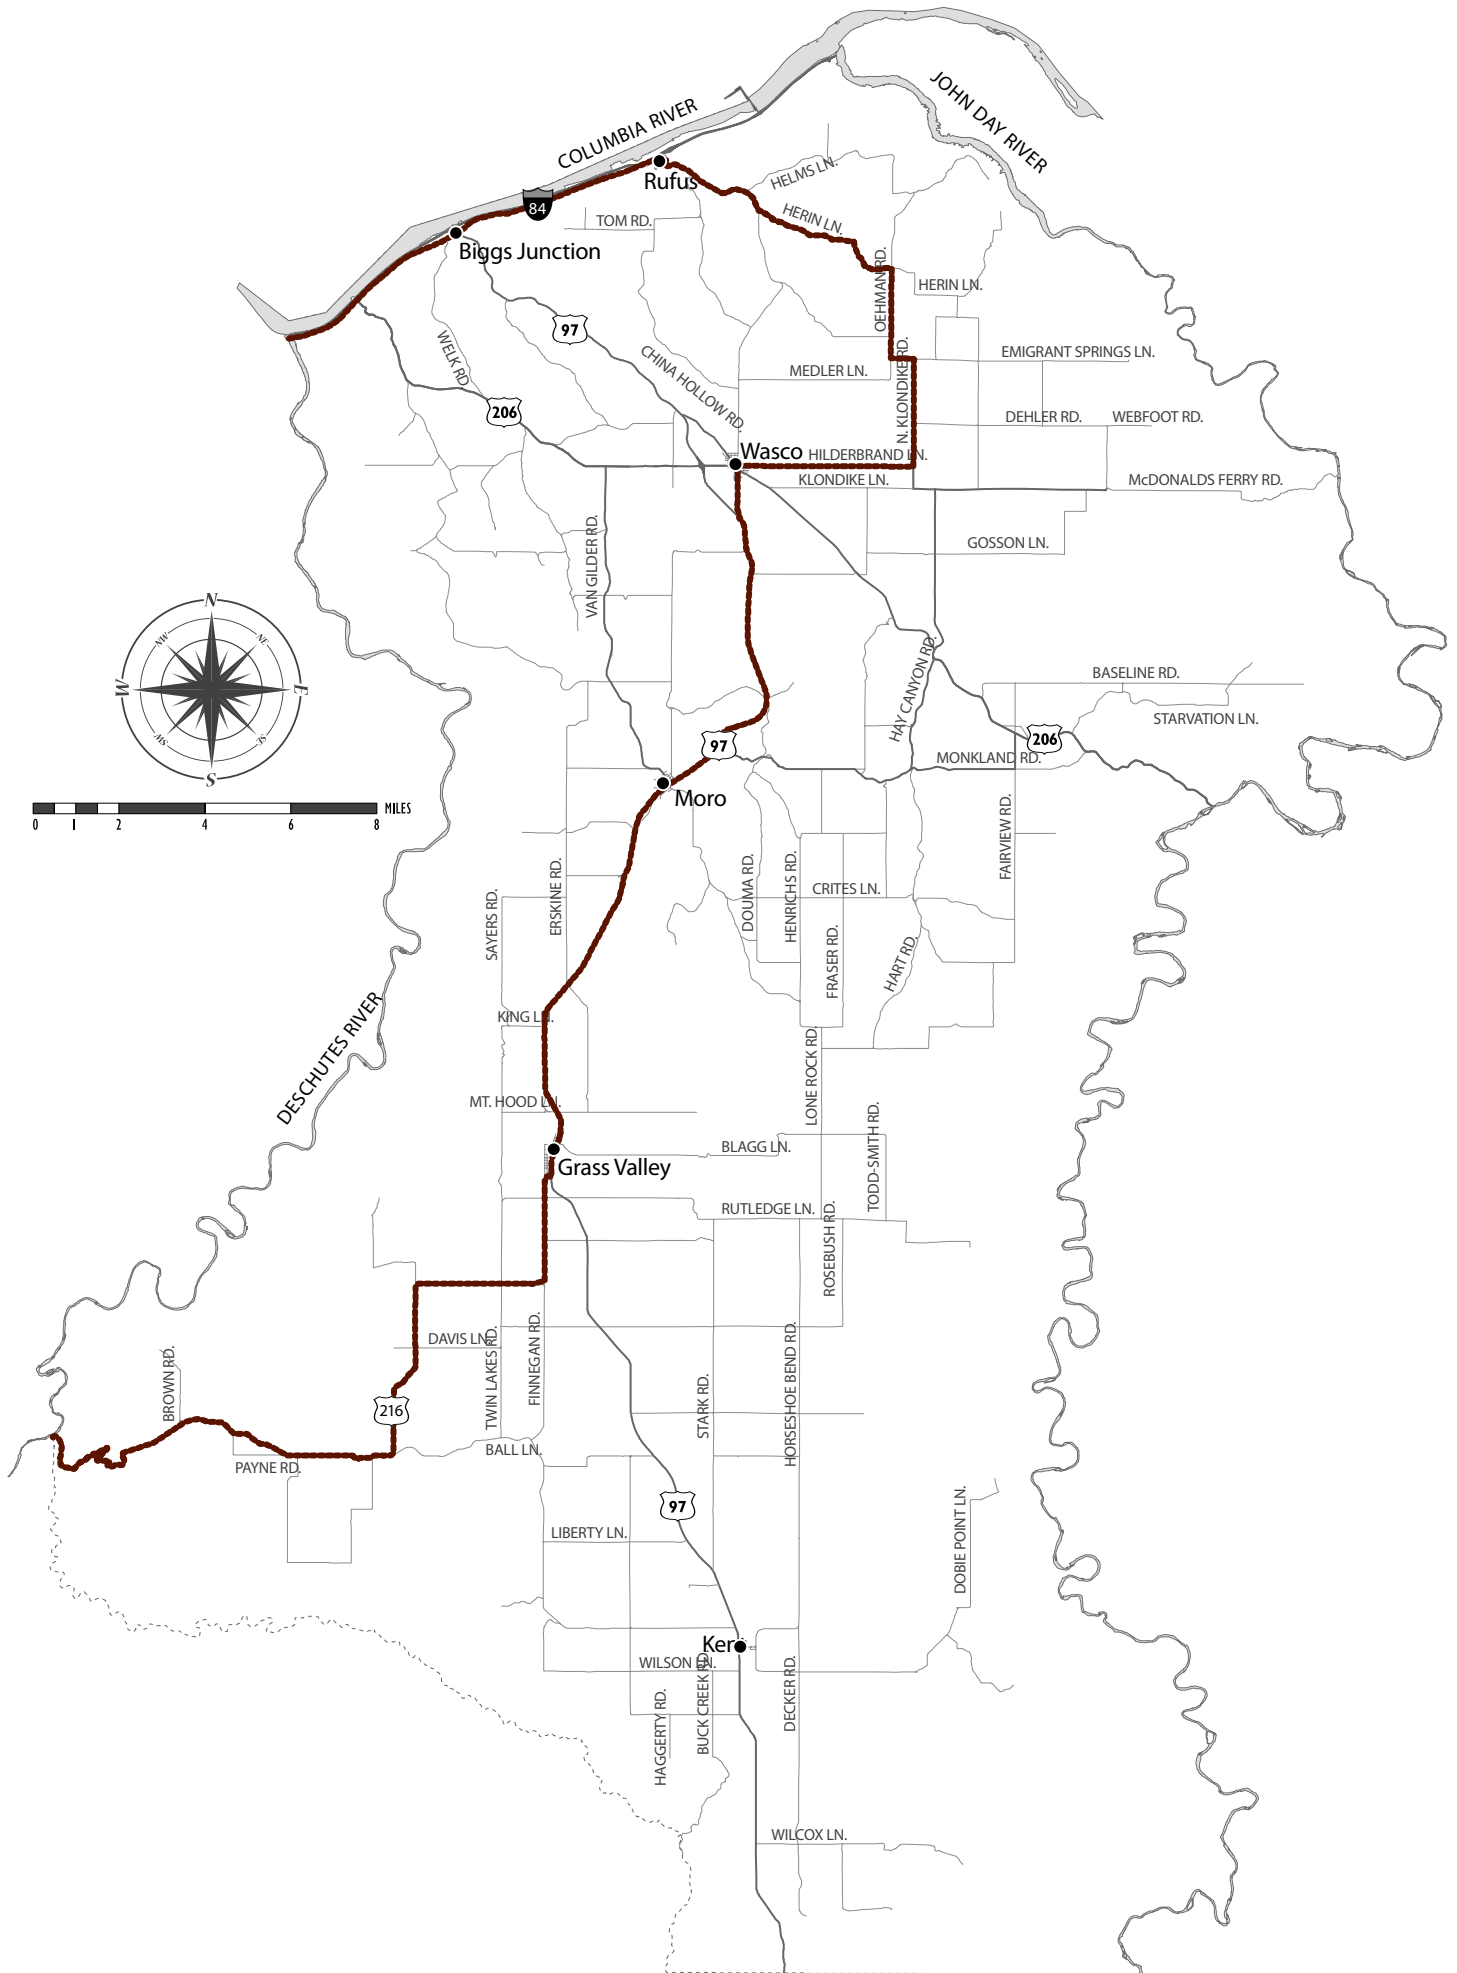 JOHN DAY RIVER
COLUMBIA RIVER
Rufus
HELMS LN.
84
TOM RD.
HERIN LN.
Biggs Junction
OEHMAN RD.
HERIN LN.
97
WELK RD
CHINA HOLLOW RD.
MEDLER LN.
N. KLONDIKE RD.
EMIGRANT SPRINGS LN.
206
DEHLER RD.
WEBFOOT RD.
Wasco
HILDERBRAND LN.
KLONDIKE LN.
McDONALDS FERRY RD.
VAN GILDER RD.
GOSSON LN.
N
NW
NE
W
E
SW
SE
S
HAY CANYON RD.
BASELINE RD.
STARVATION LN.
97
206
MONKLAND RD.
Moro
MILES
0 1 2 4 6 8
FAIRVIEW RD.
ERSKINE RD.
SAYERS RD.
DOUMA RD.
HENRICHS RD.
CRITES LN.
FRASER RD.
HART RD.
DESCHUTES RIVER
KING LN.
LONE ROCK RD.
MT. HOOD LN.
BLAGG LN.
TODD-SMITH RD.
Grass Valley
RUTLEDGE LN.
ROSEBUSH RD.
DAVIS LN.
TWIN LAKES RD.
FINNEGAN RD.
BROWN RD.
216
STARK RD.
HORSESHOE BEND RD.
BALL LN.
PAYNE RD.
97
LIBERTY LN.
DOBIE POINT LN.
Kent
WILSON LN.
BUCK CREEK RD.
HAGGERTY RD.
DECKER RD.
WILCOX LN.